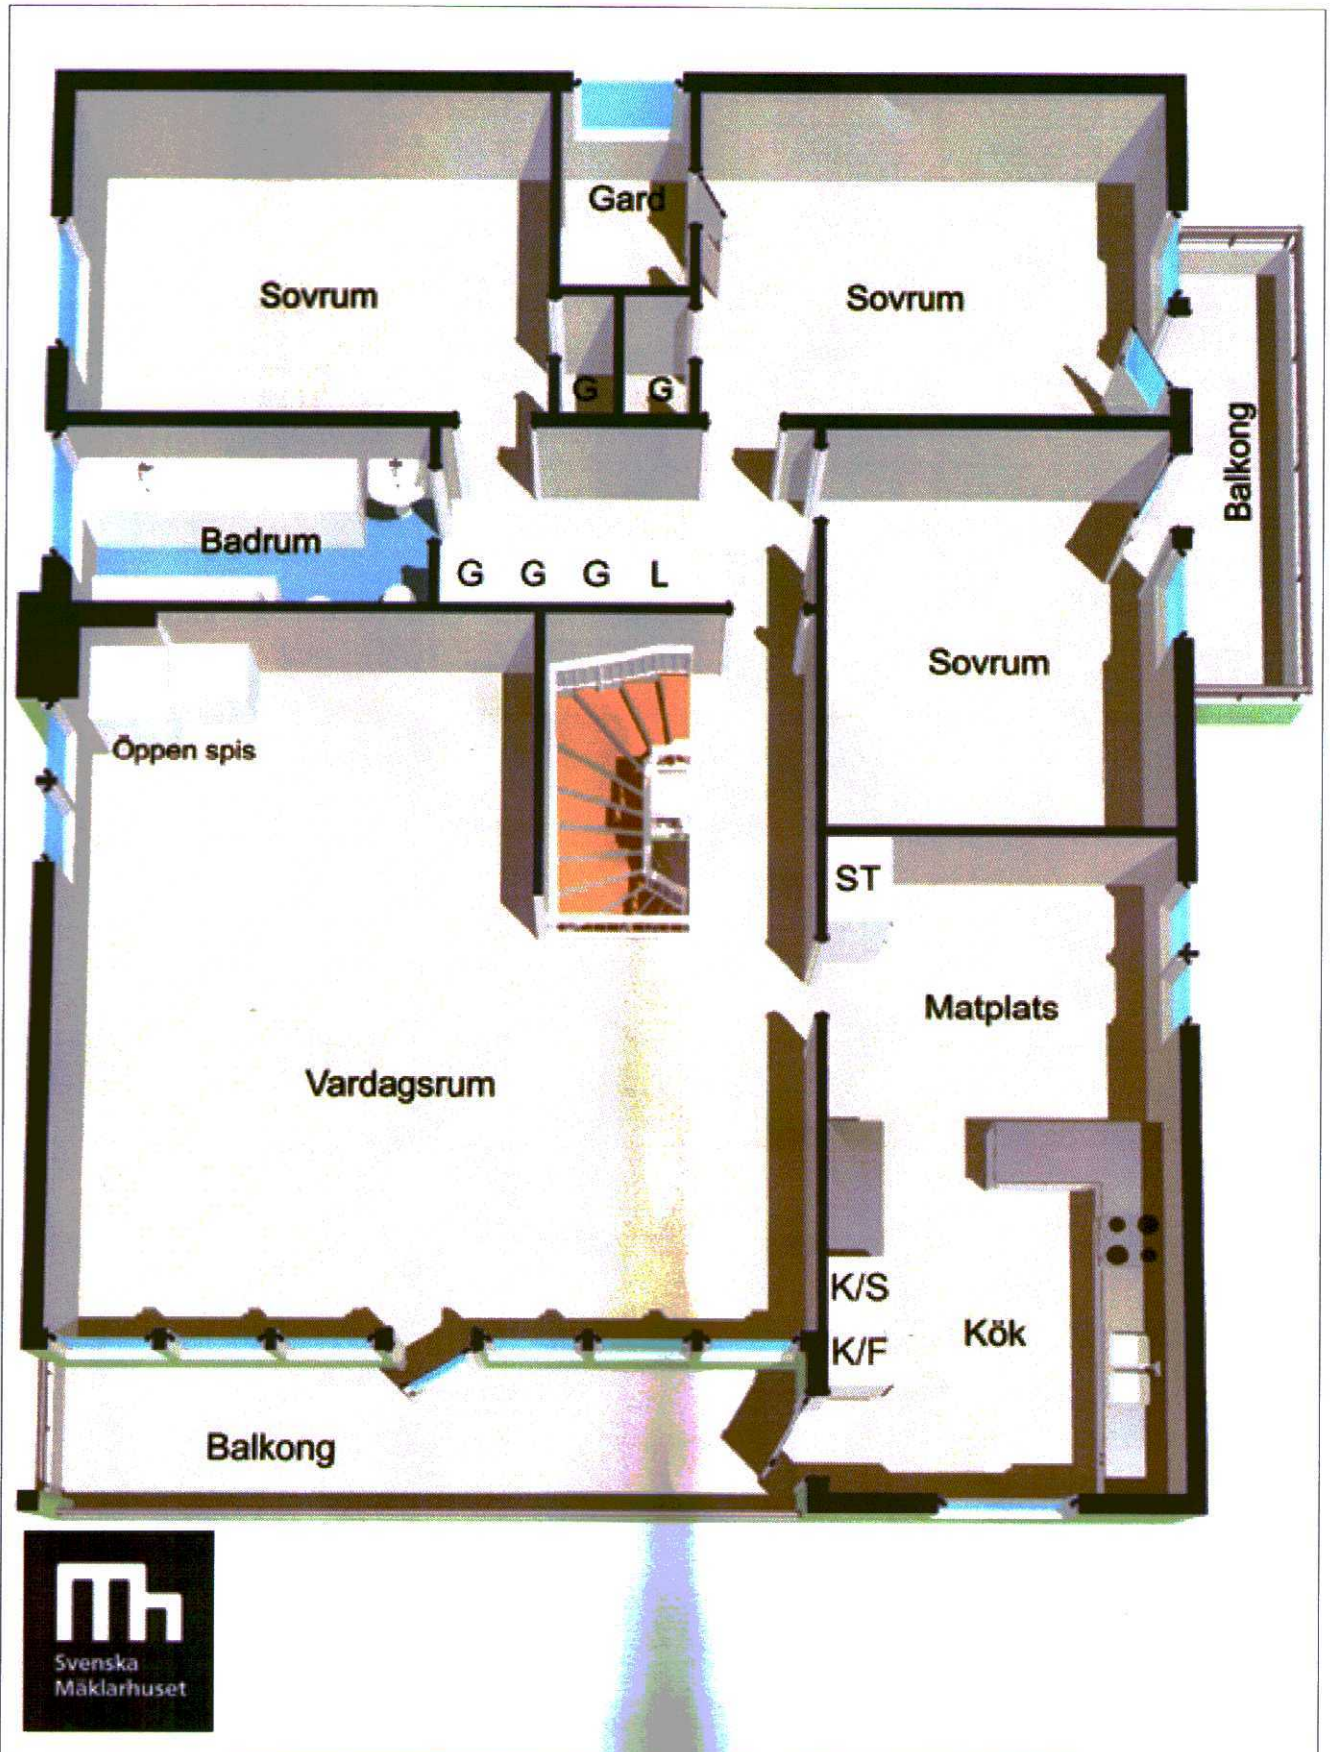 Gard
Sovrum
Sovrum
G
G
Balkong
Badrum
G
G
G
L
Sovrum
Öppen spis
ST
Matplats
Vardagsrum
K/S
K/F
Kök
Balkong
Svenska
Mäklarhuset